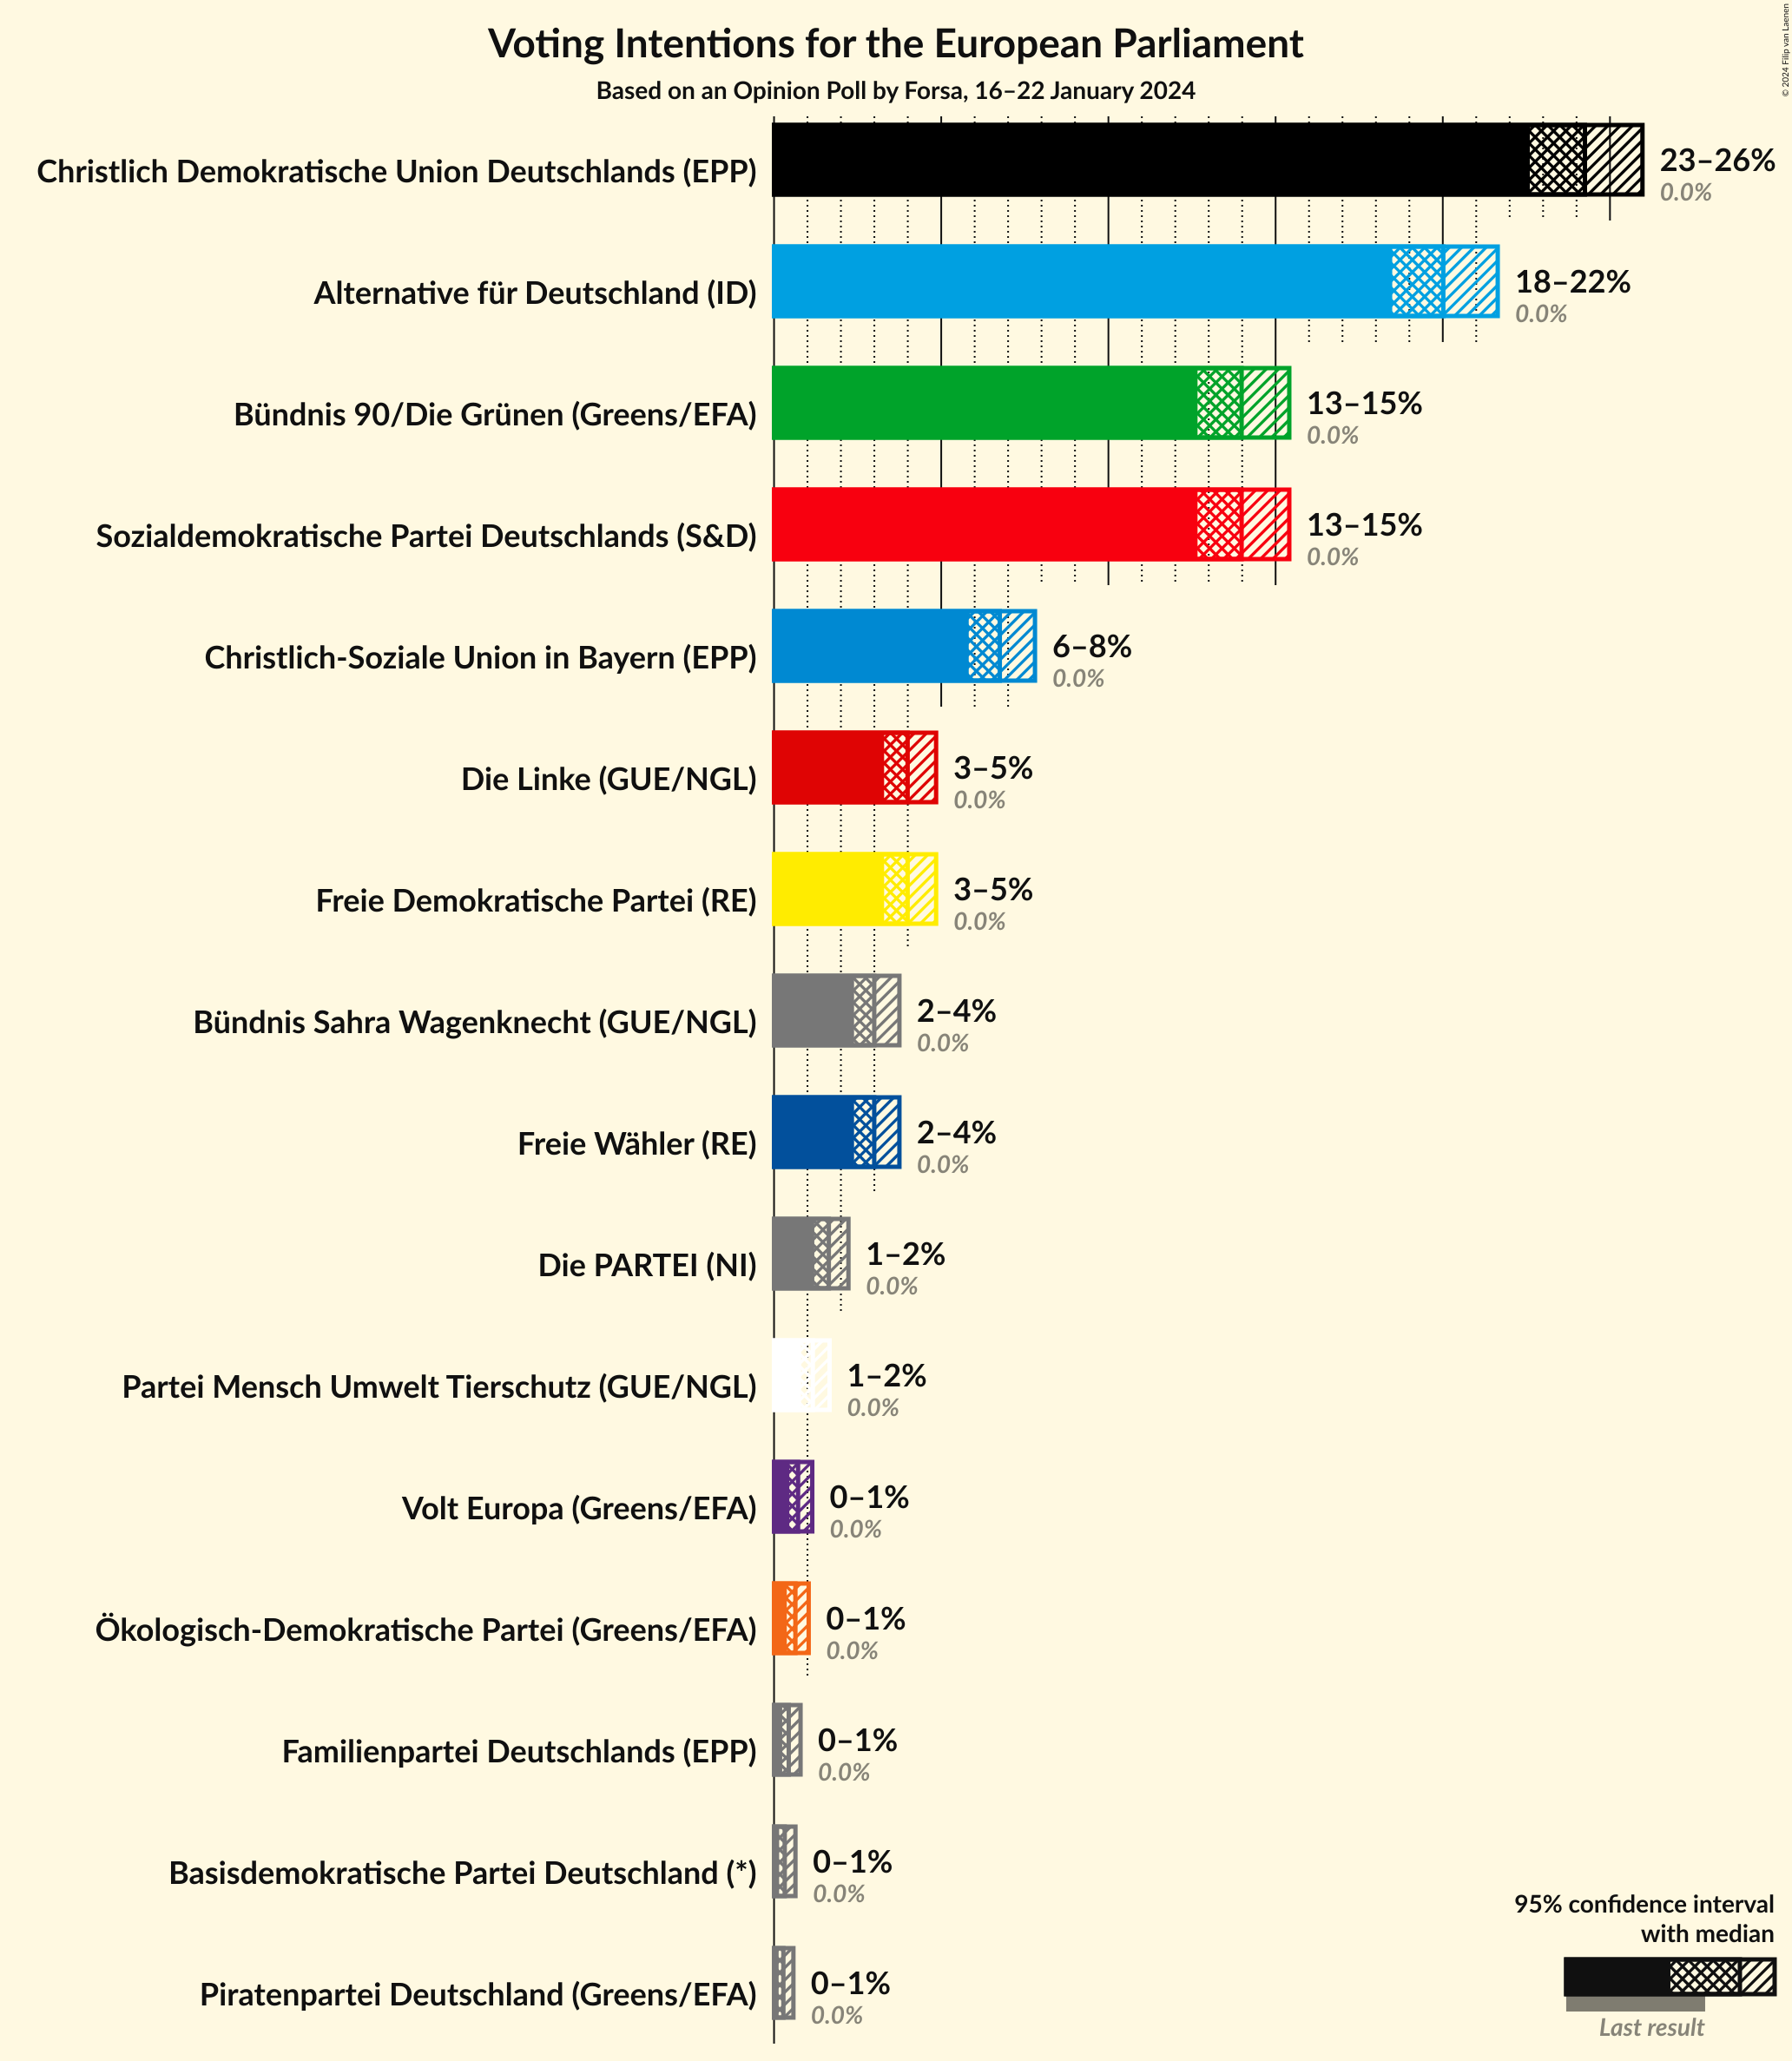 Voting Intentions for the European Parliament
Based on an Opinion Poll by Forsa, 16–22 January 2024
© 2024 Filip van Laenen
Christlich Demokratische Union Deutschlands (EPP)
23–26%
0.0%
Alternative für Deutschland (ID)
18–22%
0.0%
Bündnis 90/Die Grünen (Greens/EFA)
13–15%
0.0%
Sozialdemokratische Partei Deutschlands (S&D)
13–15%
0.0%
Christlich-Soziale Union in Bayern (EPP)
6–8%
0.0%
Die Linke (GUE/NGL)
3–5%
0.0%
Freie Demokratische Partei (RE)
3–5%
0.0%
Bündnis Sahra Wagenknecht (GUE/NGL)
2–4%
0.0%
Freie Wähler (RE)
2–4%
0.0%
Die PARTEI (NI)
1–2%
0.0%
Partei Mensch Umwelt Tierschutz (GUE/NGL)
1–2%
0.0%
Volt Europa (Greens/EFA)
0–1%
0.0%
Ökologisch-Demokratische Partei (Greens/EFA)
0–1%
0.0%
Familienpartei Deutschlands (EPP)
0–1%
0.0%
Basisdemokratische Partei Deutschland (*)
0–1%
0.0%
Piratenpartei Deutschland (Greens/EFA)
0–1%
0.0%
95% confidence interval
with median
Last result